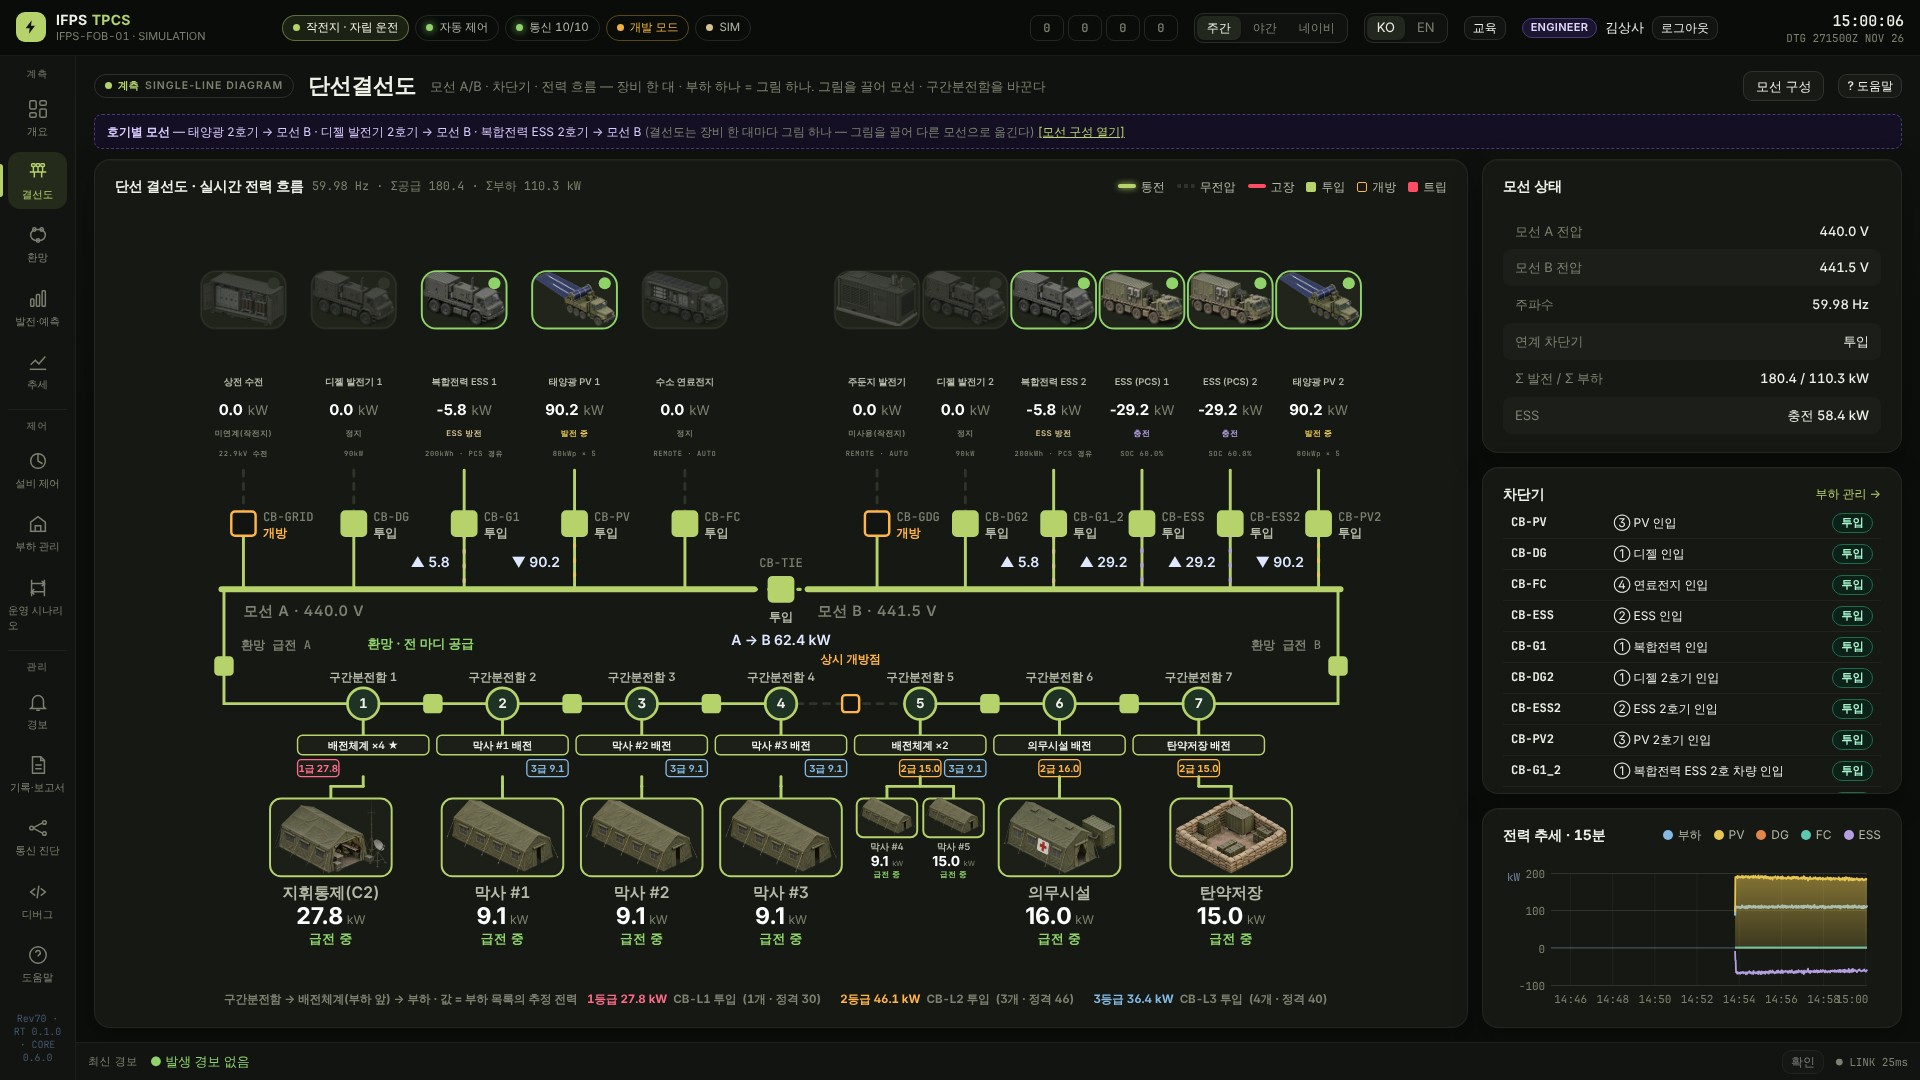 IFPS TPCS
IFPS-FOB-01 · SIMULATION
작전지 · 자립 운전
자동 제어
통신 10/10
개발 모드
SIM
0 0 0 0
주간 야간 네이비
KO EN
교육
ENGINEER 김상사 로그아웃
15:00:06
DTG 271500Z NOV 26
계측
개요
결선도
환망
발전·예측
추세
제어
설비 제어
부하 관리
운영 시나리오
관리
경보
기록·보고서
통신 진단
디버그
도움말
Rev70 ·
RT 0.1.0
· CORE
0.6.0
계측 SINGLE-LINE DIAGRAM
단선결선도
모선 A/B · 차단기 · 전력 흐름 — 장비 한 대 · 부하 하나 = 그림 하나. 그림을 끌어 모선 · 구간분전함을 바꾼다
모선 구성
? 도움말
호기별 모선 — 태양광 2호기 → 모선 B · 디젤 발전기 2호기 → 모선 B · 복합전력 ESS 2호기 → 모선 B (결선도는 장비 한 대마다 그림 하나 — 그림을 끌어 다른 모선으로 옮긴다) [모선 구성 열기]
단선 결선도 · 실시간 전력 흐름 59.98 Hz · Σ공급 180.4 · Σ부하 110.3 kW
통전 무전압 고장 투입 개방 트립
상전 수전 디젤 발전기 1 복합전력 ESS 1 태양광 PV 1 수소 연료전지 주둔지 발전기 디젤 발전기 2 복합전력 ESS 2 ESS (PCS) 1 ESS (PCS) 2 태양광 PV 2
0.0 kW 0.0 kW -5.8 kW 90.2 kW 0.0 kW 0.0 kW 0.0 kW -5.8 kW -29.2 kW -29.2 kW 90.2 kW
미연계(작전지) 정지 ESS 방전 발전 중 정지 미사용(작전지) 정지 ESS 방전 충전 충전 발전 중
22.9kV 수전 90kW 200kWh · PCS 경유 80kWp × 5 REMOTE · AUTO REMOTE · AUTO 90kW 200kWh · PCS 경유 SOC 60.0% SOC 60.0% 80kWp × 5
CB-GRID CB-DG CB-G1 CB-PV CB-FC CB-GDG CB-DG2 CB-G1_2 CB-ESS CB-ESS2 CB-PV2
개방 투입 투입 투입 투입 개방 투입 투입 투입 투입 투입
▲ 5.8 ▼ 90.2 CB-TIE ▲ 5.8 ▲ 29.2 ▲ 29.2 ▼ 90.2
모선 A · 440.0 V 투입 모선 B · 441.5 V
환망 급전 A 환망 · 전 마디 공급 A → B 62.4 kW 환망 급전 B
상시 개방점
구간분전함 1 구간분전함 2 구간분전함 3 구간분전함 4 구간분전함 5 구간분전함 6 구간분전함 7
1 2 3 4 5 6 7
배전체계 ×4 ★ 막사 #1 배전 막사 #2 배전 막사 #3 배전 배전체계 ×2 의무시설 배전 탄약저장 배전
1급 27.8 3급 9.1 3급 9.1 3급 9.1 2급 15.0 3급 9.1 2급 16.0 2급 15.0
막사 #4 막사 #5
9.1 kW 15.0 kW
급전 중 급전 중
지휘통제(C2) 막사 #1 막사 #2 막사 #3 의무시설 탄약저장
27.8 kW 9.1 kW 9.1 kW 9.1 kW 16.0 kW 15.0 kW
급전 중 급전 중 급전 중 급전 중 급전 중 급전 중
구간분전함 → 배전체계(부하 앞) → 부하 · 값 = 부하 목록의 추정 전력 1등급 27.8 kW CB-L1 투입 (1개 · 정격 30) 2등급 46.1 kW CB-L2 투입 (3개 · 정격 46) 3등급 36.4 kW CB-L3 투입 (4개 · 정격 40)
모선 상태
모선 A 전압 440.0 V
모선 B 전압 441.5 V
주파수 59.98 Hz
연계 차단기 투입
Σ 발전 / Σ 부하 180.4 / 110.3 kW
ESS 충전 58.4 kW
차단기 부하 관리 →
CB-PV ③ PV 인입 투입
CB-DG ① 디젤 인입 투입
CB-FC ④ 연료전지 인입 투입
CB-ESS ② ESS 인입 투입
CB-G1 ① 복합전력 인입 투입
CB-DG2 ① 디젤 2호기 인입 투입
CB-ESS2 ② ESS 2호기 인입 투입
CB-PV2 ③ PV 2호기 인입 투입
CB-G1_2 ① 복합전력 ESS 2호 차량 인입 투입
전력 추세 · 15분 부하 PV DG FC ESS
kW 200
100
0
-100
14:46 14:48 14:50 14:52 14:54 14:56 14:58 15:00
최신 경보 발생 경보 없음
확인 LINK 25ms